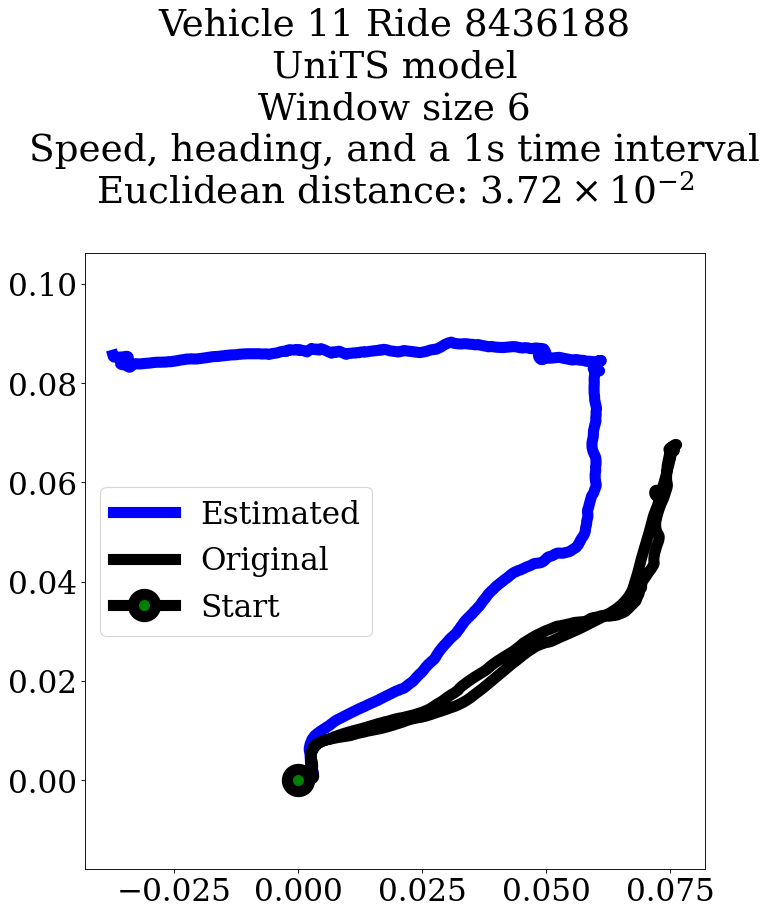 Vehicle 11 Ride 8436188
UniTS model
Window size 6
Speed, heading, and a 1s time interval
Euclidean distance: 3.72 × 10⁻²
0.10
0.08
0.06
0.04
0.02
0.00
Estimated
Original
Start
−0.025 0.000 0.025 0.050 0.075